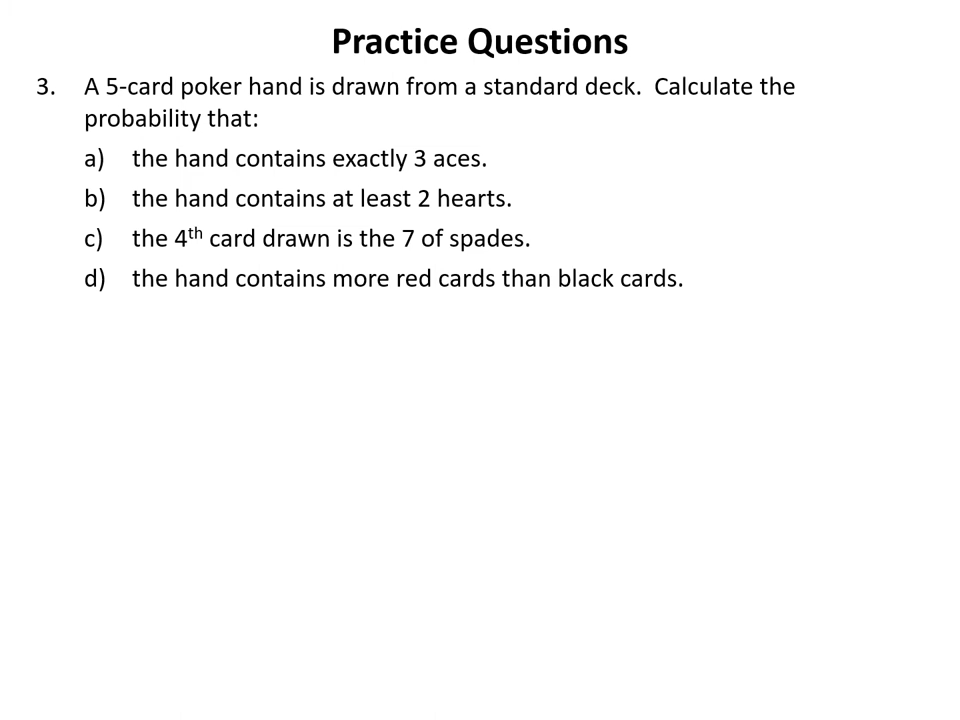 Practice Questions
3. A 5-card poker hand is drawn from a standard deck.  Calculate the
probability that:
a) the hand contains exactly 3 aces.
b) the hand contains at least 2 hearts.
c) the 4th card drawn is the 7 of spades.
d) the hand contains more red cards than black cards.